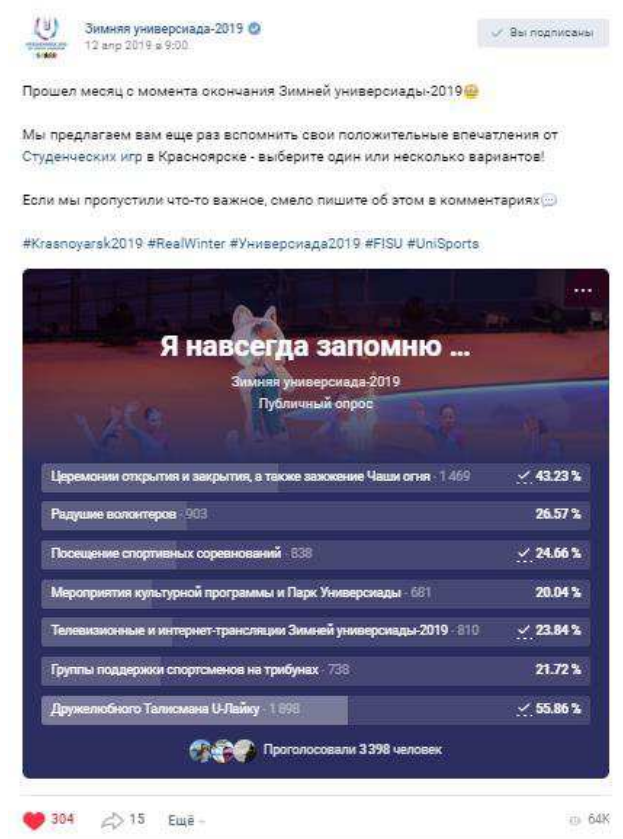 Зимняя универсиада-2019
12 апр 2019 в 9:00
Вы подписаны
Прошел месяц с момента окончания Зимней универсиады-2019
Мы предлагаем вам еще раз вспомнить свои положительные впечатления от
Студенческих игр в Красноярске - выберите один или несколько вариантов!
Если мы пропустили что-то важное, смело пишите об этом в комментариях
#Krasnoyarsk2019 #RealWinter #Универсиада2019 #FISU #UniSports
Я навсегда запомню ...
Зимняя универсиада-2019
Публичный опрос
Церемонии открытия и закрытия, а также зажжение Чаши огня · 1 469 43.23 %
Радушие волонтеров · 903 26.57 %
Посещение спортивных соревнований · 838 24.66 %
Мероприятия культурной программы и Парк Универсиады · 681 20.04 %
Телевизионные и интернет-трансляции Зимней универсиады-2019 · 810 23.84 %
Группы поддержки спортсменов на трибунах · 738 21.72 %
Дружелюбного Талисмана U-Лайку · 1 898 55.86 %
Проголосовали 3 398 человек
304 15 Ещё 64K